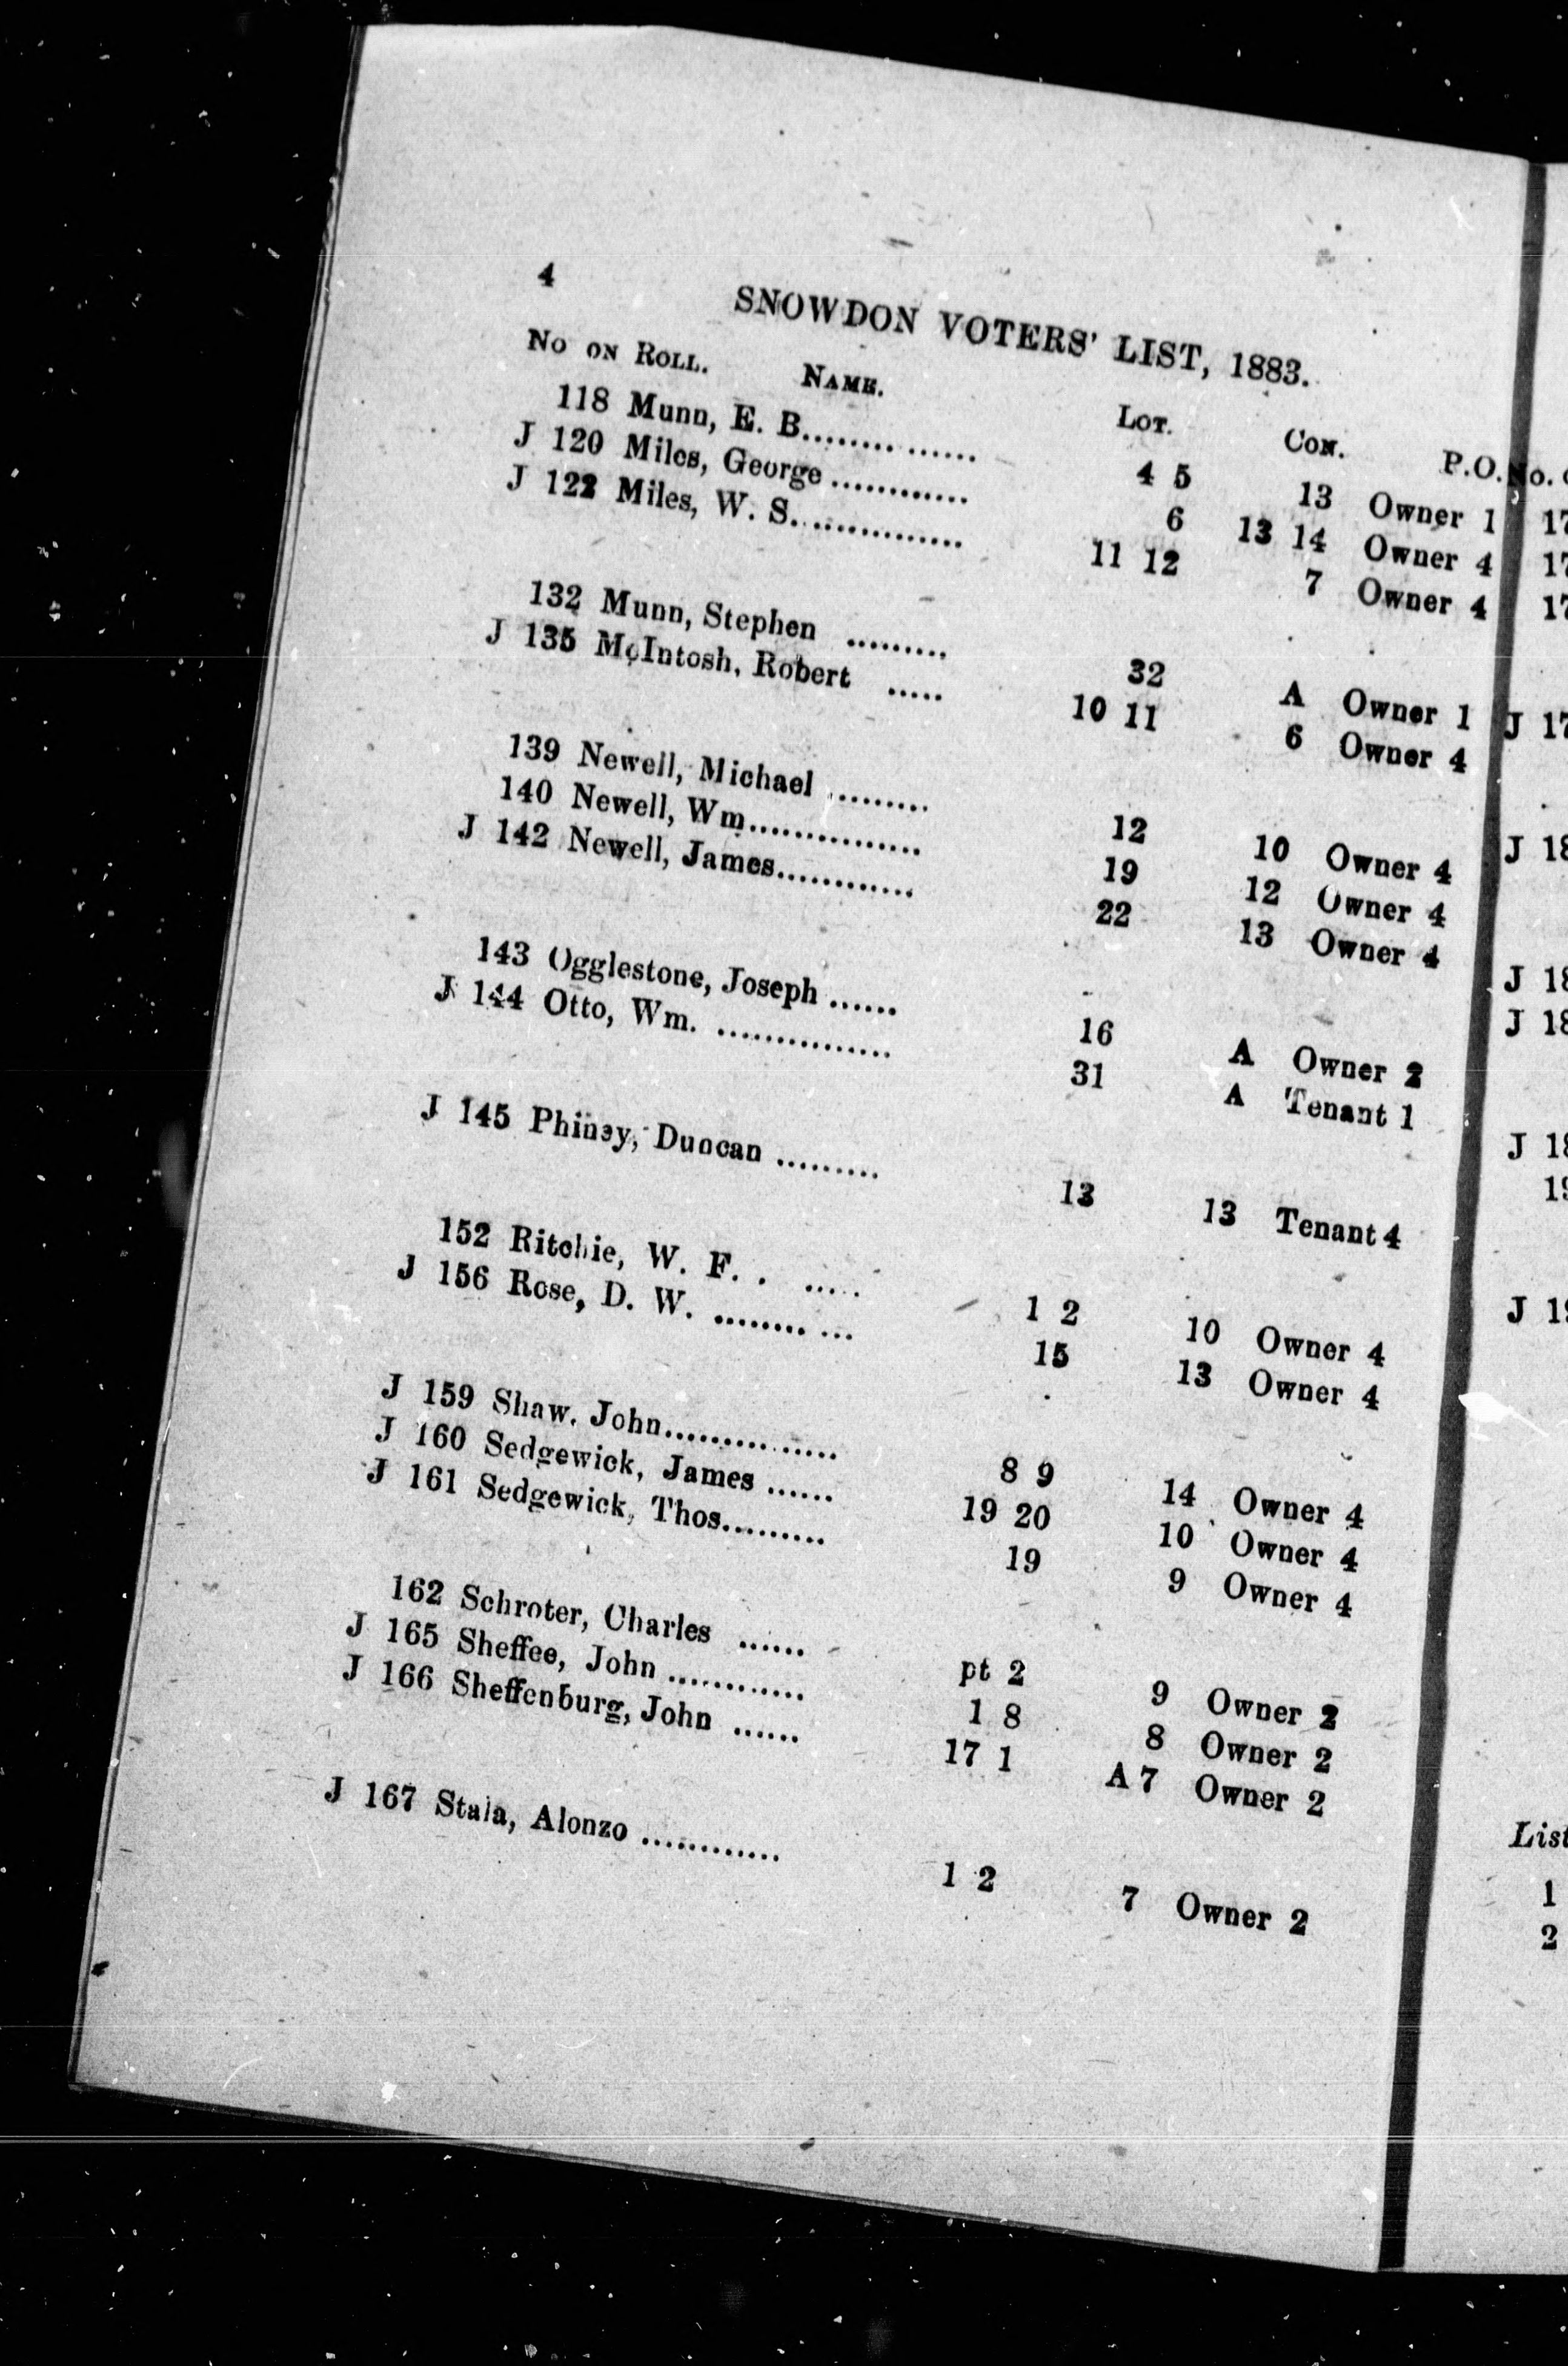 4
SNOWDON VOTERS' LIST, 1883.
No on Roll. Name. Lot. Con. P.O.
118 Munn, E. B............... 4 5 13 Owner 1
J 120 Miles, George ............ 6 13 14 Owner 4
J 122 Miles, W. S................ 11 12 7 Owner 4
132 Munn, Stephen ......... 32 A Owner 1
J 135 McIntosh, Robert ..... 10 11 6 Owner 4
139 Newell, Michael ......... 12 10 Owner 4
140 Newell, Wm............... 19 12 Owner 4
J 142 Newell, James............ 22 13 Owner 4
143 Ogglestone, Joseph ...... 16 A Owner 2
J 144 Otto, Wm. ............... 31 A Tenant 1
J 145 Phiney, Duncan ......... 13 13 Tenant 4
152 Ritchie, W. F. . ..... 1 2 10 Owner 4
J 156 Rose, D. W. ........ ... 15 13 Owner 4
J 159 Shaw, John............... 8 9 14 Owner 4
J 160 Sedgewick, James ...... 19 20 10 Owner 4
J 161 Sedgewick, Thos......... 19 9 Owner 4
162 Schroter, Charles ...... pt 2 9 Owner 2
J 165 Sheffee, John ............ 1 8 8 Owner 2
J 166 Sheffenburg, John ...... 17 1 A 7 Owner 2
J 167 Stala, Alonzo ............ 1 2 7 Owner 2
No.
J
J
J
J
J
J
List
1
2